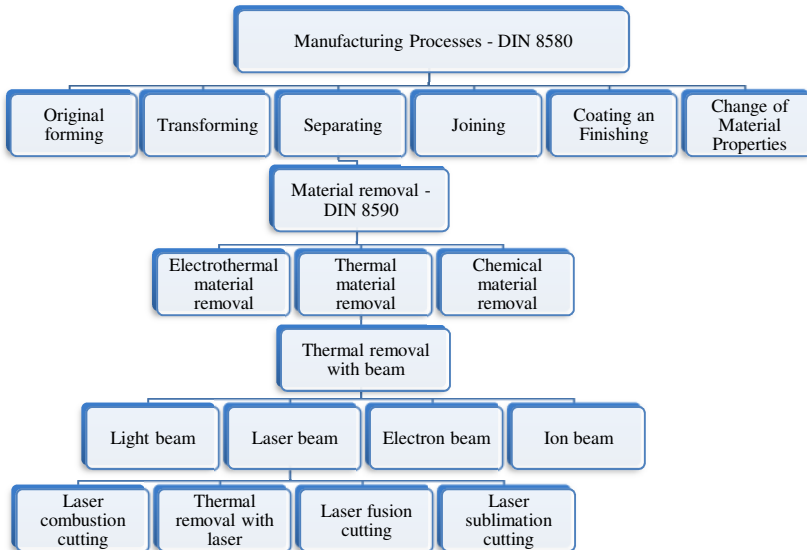 Manufacturing Processes - DIN 8580
Original
forming
Transforming
Separating
Joining
Coating an
Finishing
Change of
Material
Properties
Material removal -
DIN 8590
Electrothermal
material
removal
Thermal
material
removal
Chemical
material
removal
Thermal removal
with beam
Light beam
Laser beam
Electron beam
Ion beam
Laser
combustion
cutting
Thermal
removal with
laser
Laser fusion
cutting
Laser
sublimation
cutting